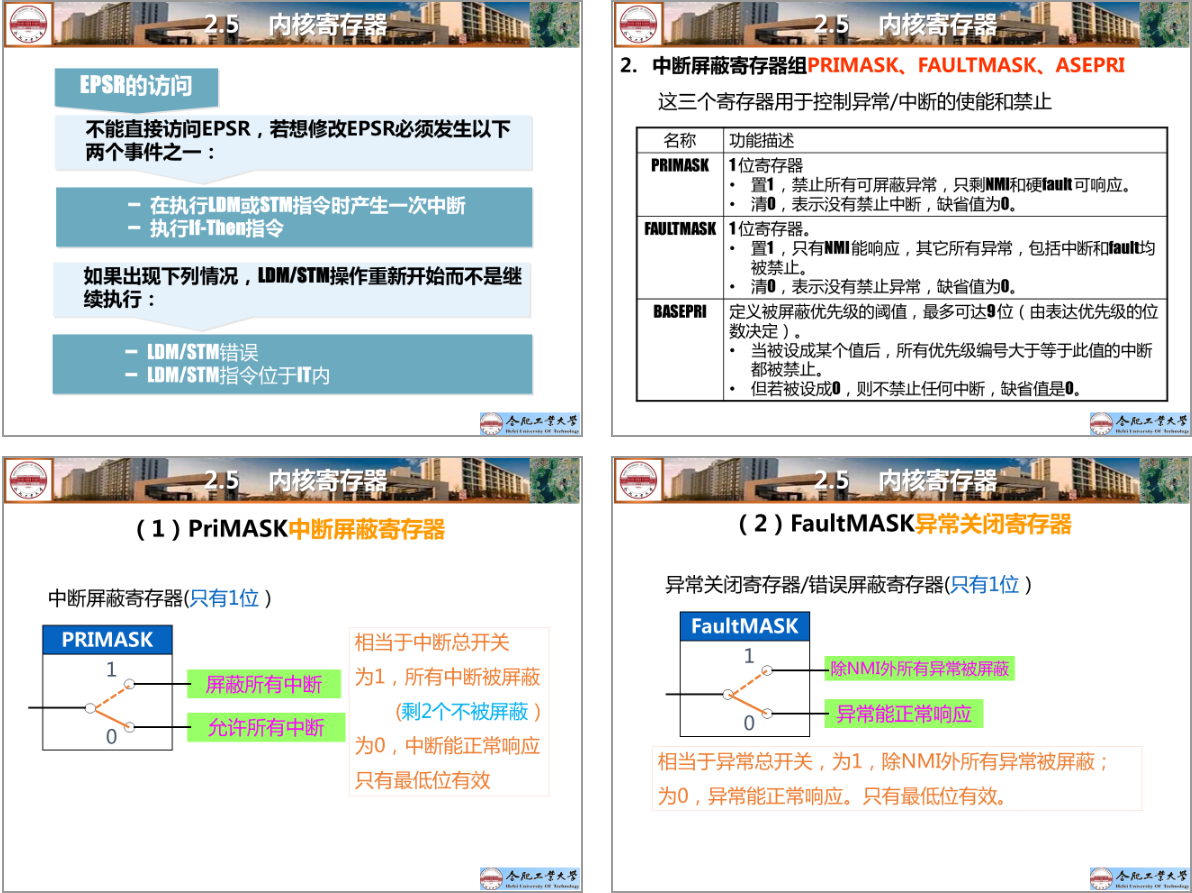 2.5 内核寄存器
EPSR的访问
不能直接访问EPSR，若想修改EPSR必须发生以下
两个事件之一：
– 在执行LDM或STM指令时产生一次中断
– 执行If-Then指令
如果出现下列情况，LDM/STM操作重新开始而不是继
续执行：
– LDM/STM错误
– LDM/STM指令位于IT内
合肥工业大学
Hefei University Of Technology
2.5 内核寄存器
2. 中断屏蔽寄存器组PRIMASK、FAULTMASK、ASEPRI
这三个寄存器用于控制异常/中断的使能和禁止
名称 功能描述
PRIMASK 1位寄存器
• 置1，禁止所有可屏蔽异常，只剩NMI和硬fault可响应。
• 清0，表示没有禁止中断，缺省值为0。
FAULTMASK 1位寄存器。
• 置1，只有NMI能响应，其它所有异常，包括中断和fault均
被禁止。
• 清0，表示没有禁止异常，缺省值为0。
BASEPRI 定义被屏蔽优先级的阈值，最多可达9位（由表达优先级的位
数决定）。
• 当被设成某个值后，所有优先级编号大于等于此值的中断
都被禁止。
• 但若被设成0，则不禁止任何中断，缺省值是0。
合肥工业大学
Hefei University Of Technology
2.5 内核寄存器
（1）PriMASK中断屏蔽寄存器
中断屏蔽寄存器(只有1位）
PRIMASK
1
屏蔽所有中断
允许所有中断
0
相当于中断总开关
为1，所有中断被屏蔽
(剩2个不被屏蔽）
为0，中断能正常响应
只有最低位有效
合肥工业大学
Hefei University Of Technology
2.5 内核寄存器
（2）FaultMASK异常关闭寄存器
异常关闭寄存器/错误屏蔽寄存器(只有1位）
FaultMASK
1
除NMI外所有异常被屏蔽
异常能正常响应
0
相当于异常总开关，为1，除NMI外所有异常被屏蔽；
为0，异常能正常响应。只有最低位有效。
合肥工业大学
Hefei University Of Technology